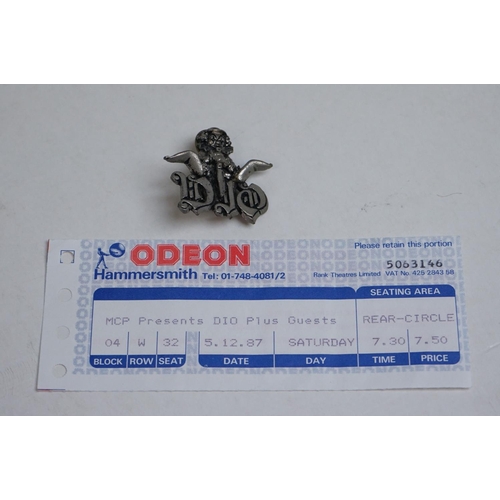 DIO
ODEON
Please retain this portion
Hammersmith Tel: 01-748-4081/2
5063146
Rank Theatres Limited VAT No. 425 2843 58
SEATING AREA
MCP Presents DIO Plus Guests REAR-CIRCLE
04 W 32 5.12.87 SATURDAY 7.30 7.50
BLOCK ROW SEAT DATE DAY TIME PRICE